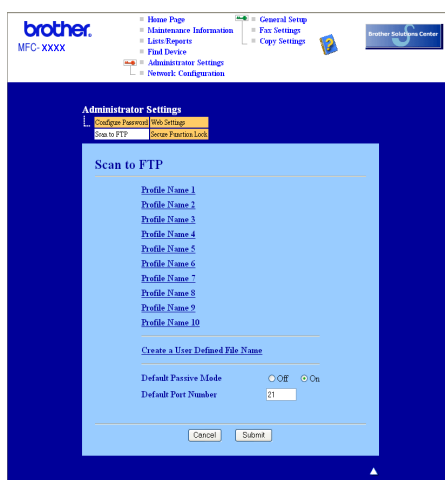 brother.
MFC- XXXX
Home Page
Maintenance Information
Lists/Reports
Find Device
Administrator Settings
Network Configuration
General Setup
Fax Settings
Copy Settings
Brother Solutions Center
Administrator Settings
Configure Password Web Settings
Scan to FTP Secure Function Lock
Scan to FTP
Profile Name 1
Profile Name 2
Profile Name 3
Profile Name 4
Profile Name 5
Profile Name 6
Profile Name 7
Profile Name 8
Profile Name 9
Profile Name 10
Create a User Defined File Name
Default Passive Mode Off On
Default Port Number 21
Cancel Submit